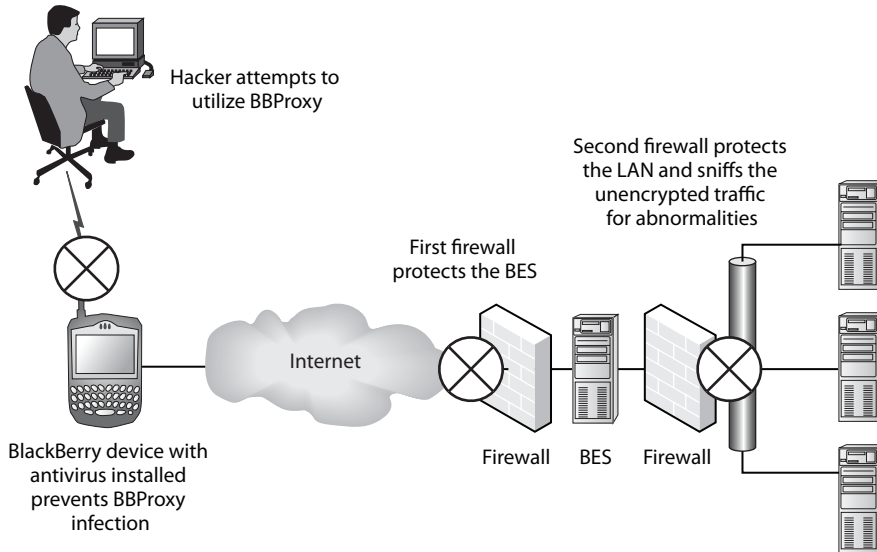 Hacker attempts to
utilize BBProxy
Second firewall protects
the LAN and sniffs the
unencrypted traffic
for abnormalities
First firewall
protects the BES
Internet
Firewall
BES
Firewall
BlackBerry device with
antivirus installed
prevents BBProxy
infection